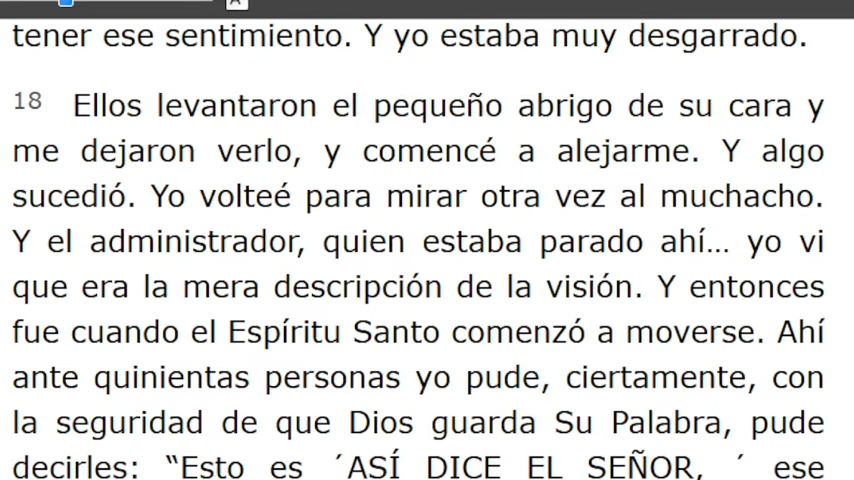 tener ese sentimiento. Y yo estaba muy desgarrado.
18 Ellos levantaron el pequeño abrigo de su cara y
me dejaron verlo, y comencé a alejarme. Y algo
sucedió. Yo volteé para mirar otra vez al muchacho.
Y el administrador, quien estaba parado ahí... yo vi
que era la mera descripción de la visión. Y entonces
fue cuando el Espíritu Santo comenzó a moverse. Ahí
ante quinientas personas yo pude, ciertamente, con
la seguridad de que Dios guarda Su Palabra, pude
decirles: “Esto es ´ASÍ DICE EL SEÑOR, ´ ese